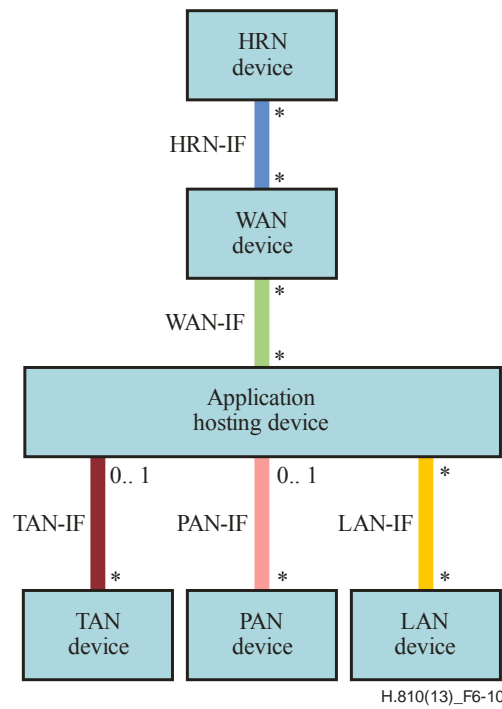 HRN
device
*
HRN-IF
*
WAN
device
*
WAN-IF
*
Application
hosting device
0.. 1
0.. 1
*
TAN-IF
PAN-IF
LAN-IF
*
*
*
TAN
device
PAN
device
LAN
device
H.810(13)_F6-10